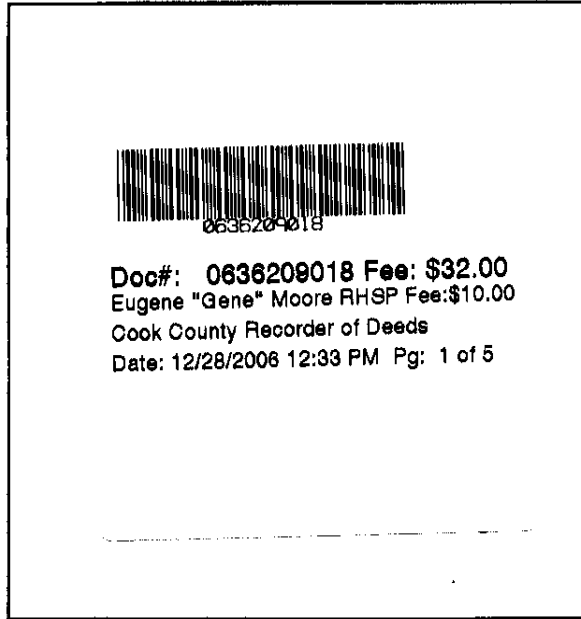 0636209018
Doc#: 0636209018 Fee: $32.00
Eugene "Gene" Moore RHSP Fee:$10.00
Cook County Recorder of Deeds
Date: 12/28/2006 12:33 PM Pg: 1 of 5